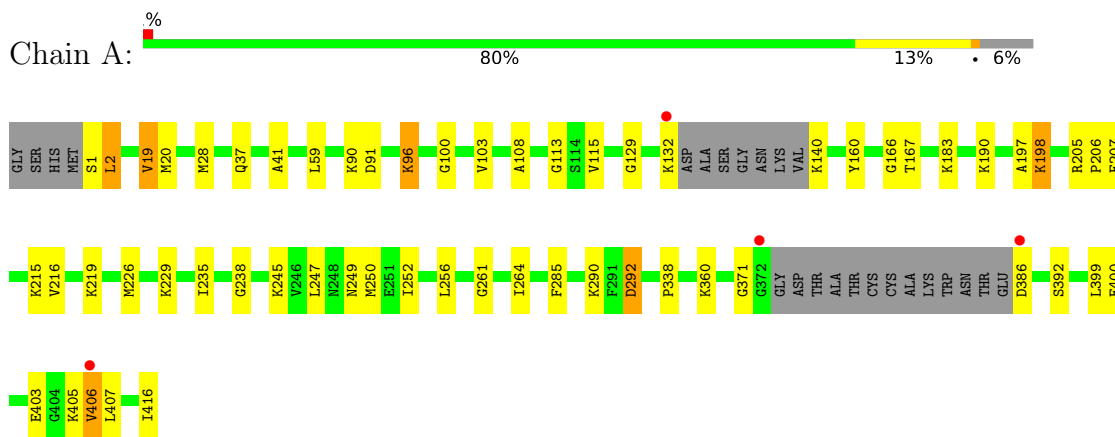 .%
Chain A:
80% 13% • 6%
GLY SER HIS MET S1 L2 V19 M20 M28 Q37 A41 L59 K90 D91 K96 G100 V103 A108 G113 S114 V115 G129 K132 ASP ALA SER GLY ASN LYS VAL K140 Y160 G166 T167 K183 K190 A197 K198 R205 P206
K215 V216 K219 M226 K229 I235 G238 K245 V246 L247 N248 N249 M250 E251 I252 L256 G261 I264 F285 K290 F291 D292 P338 K360 G371 G372 GLY ASP THR ALA THR CYS CYS ALA LYS TRP ASN THR GLU D386 S392 L399
E403 G404 K405 V406 L407 I416